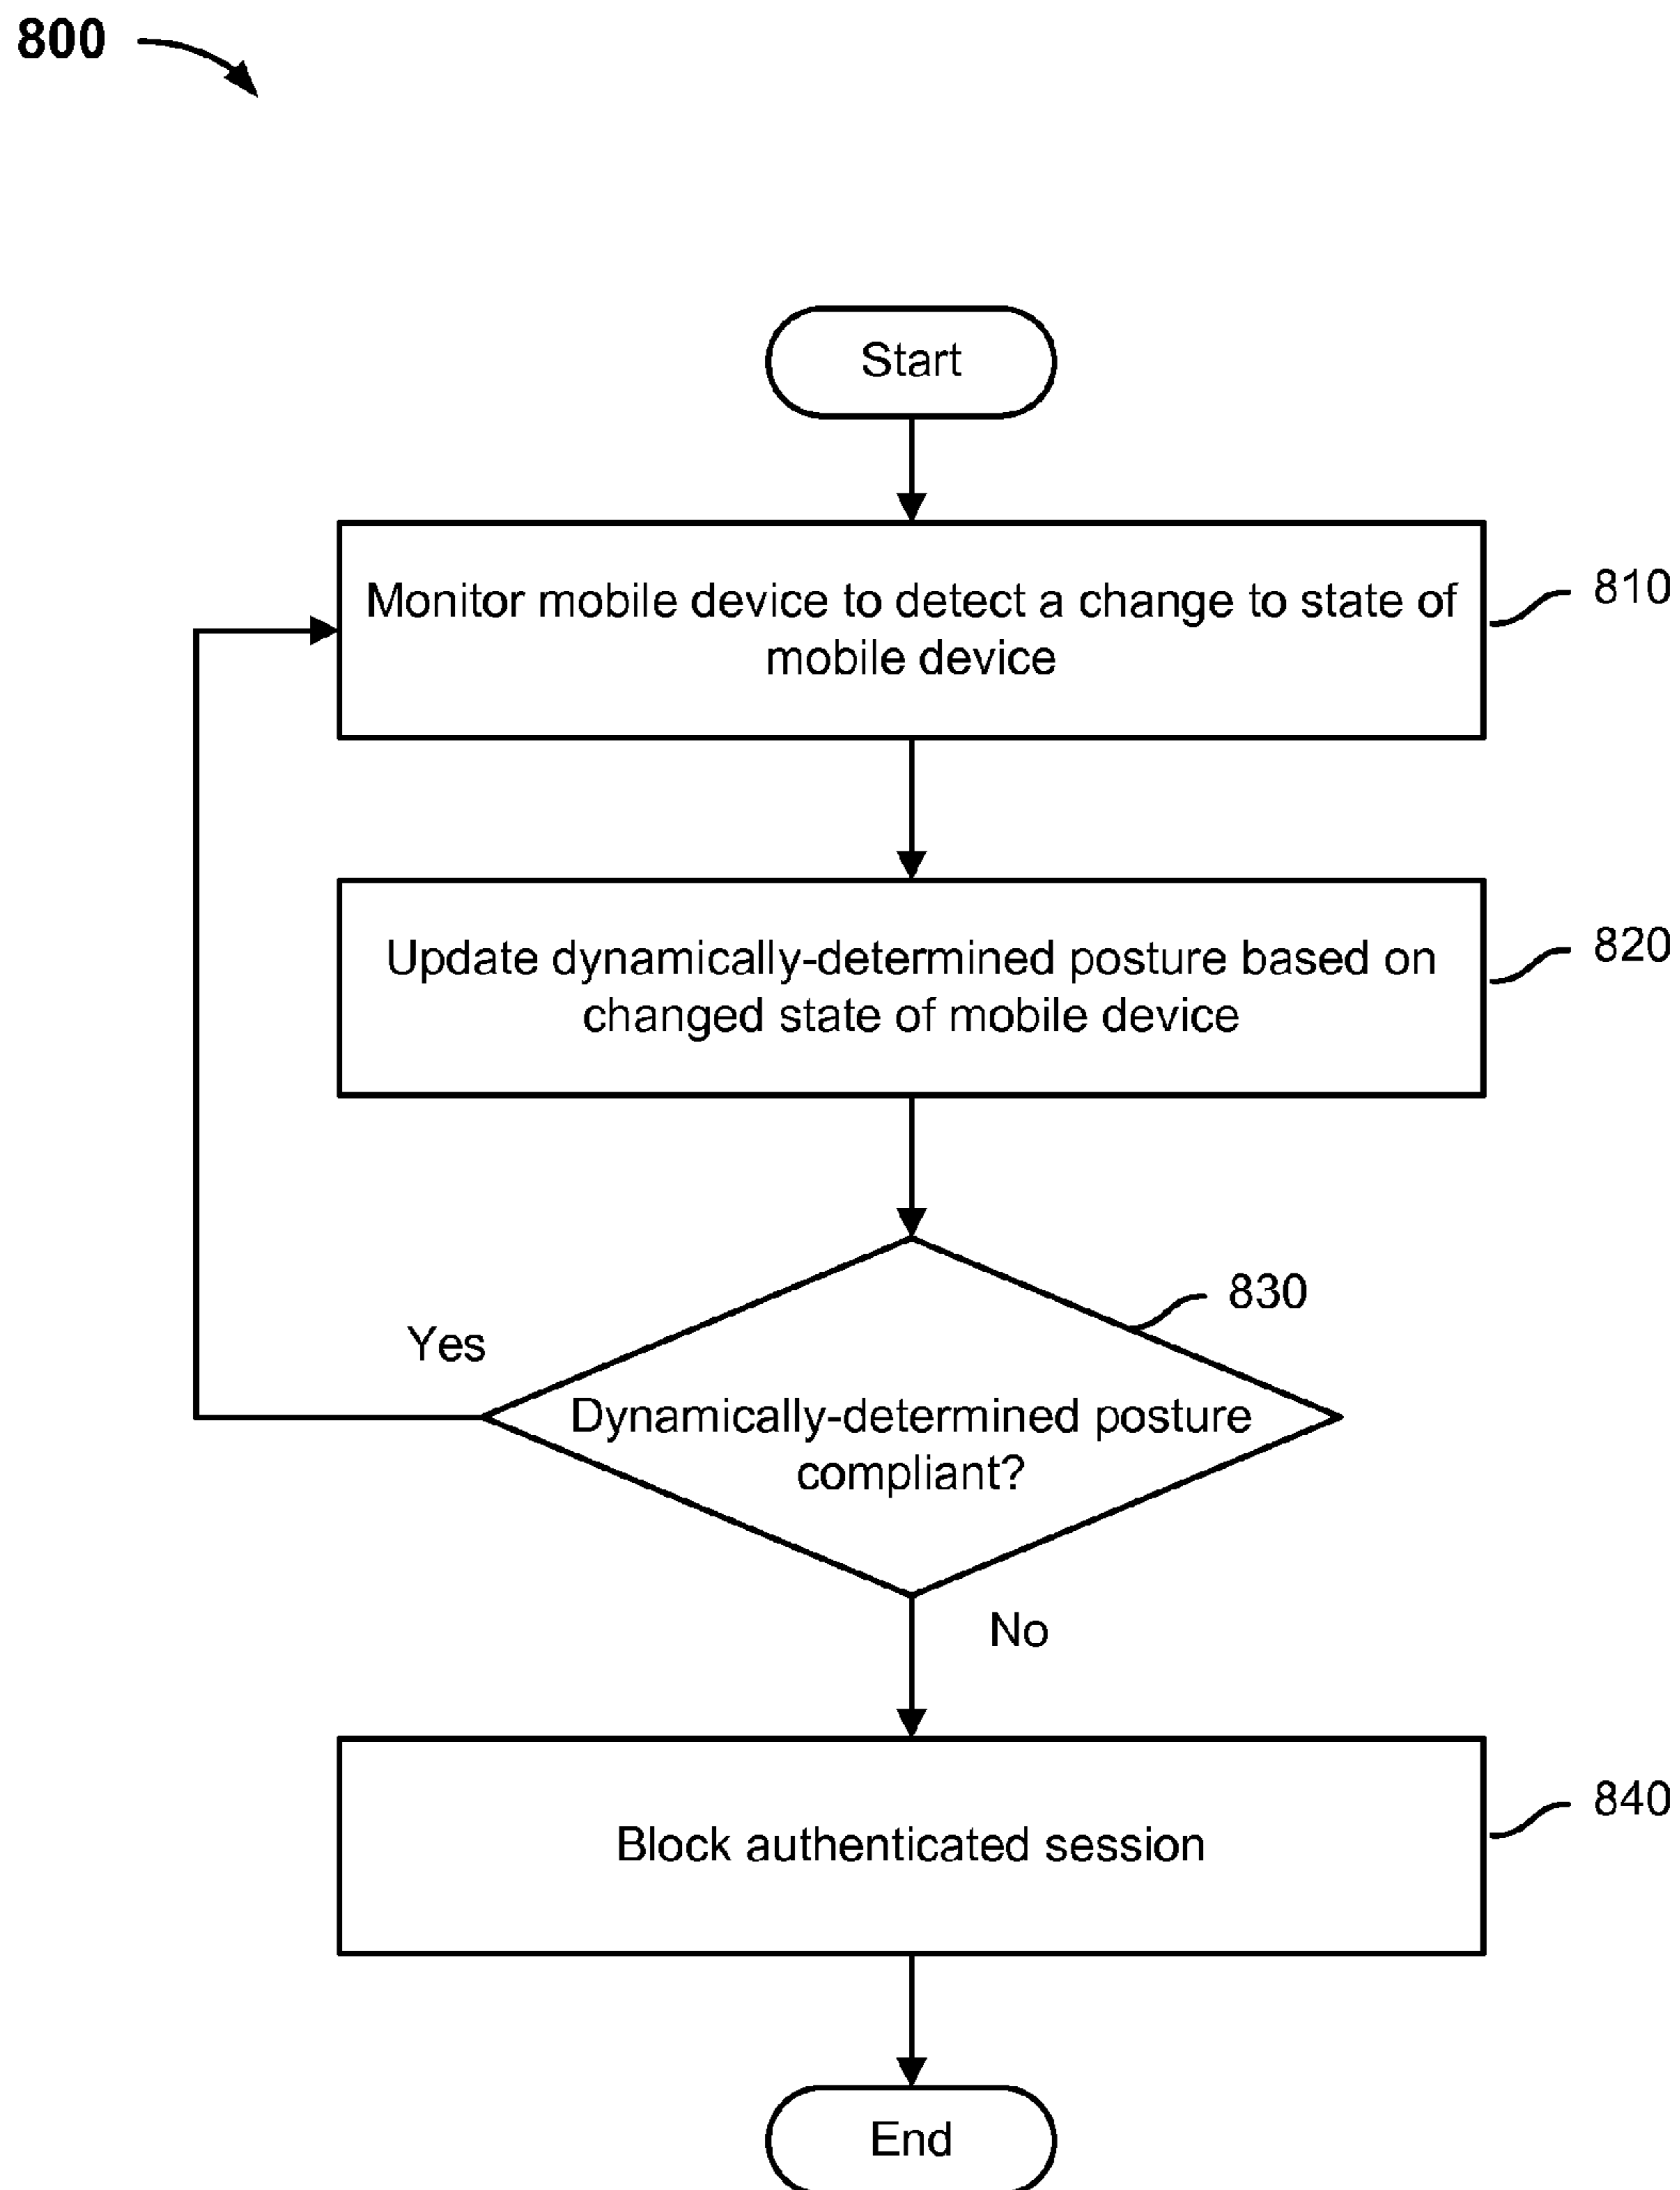 800
Start
Monitor mobile device to detect a change to state of
mobile device
810
Update dynamically-determined posture based on
changed state of mobile device
820
830
Yes
Dynamically-determined posture
compliant?
No
Block authenticated session
840
End